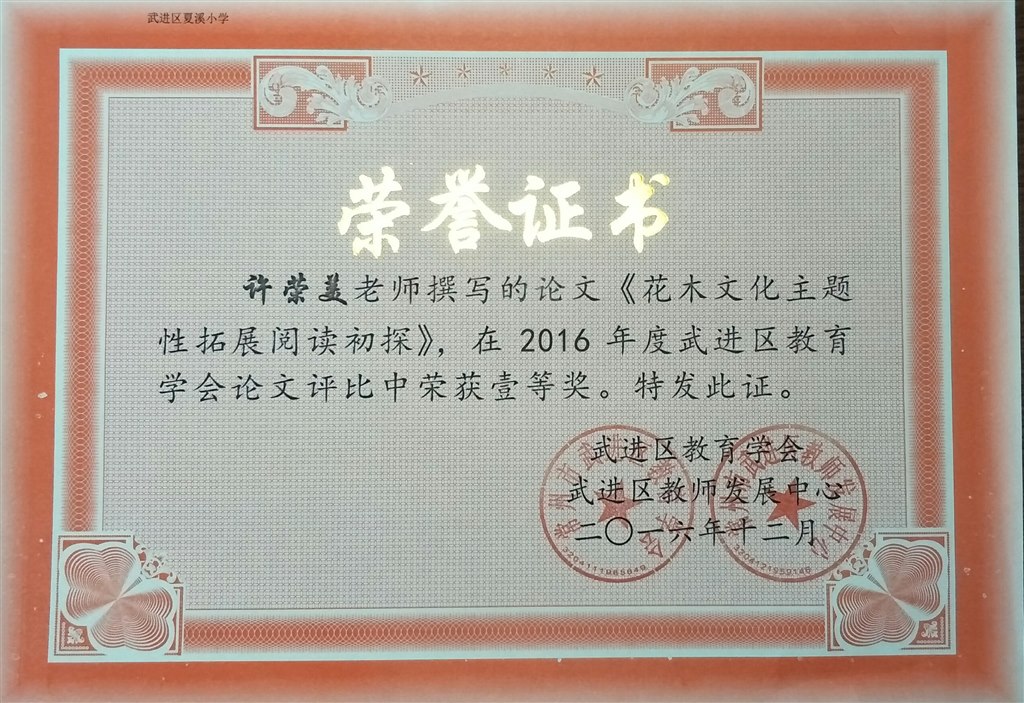 武进区夏溪小学
荣誉证书
许荣美老师撰写的论文《花木文化主题
性拓展阅读初探》，在 2016 年度武进区教育
学会论文评比中荣获壹等奖。特发此证。
武进区教育学会
武进区教师发展中心
二〇一六年十二月